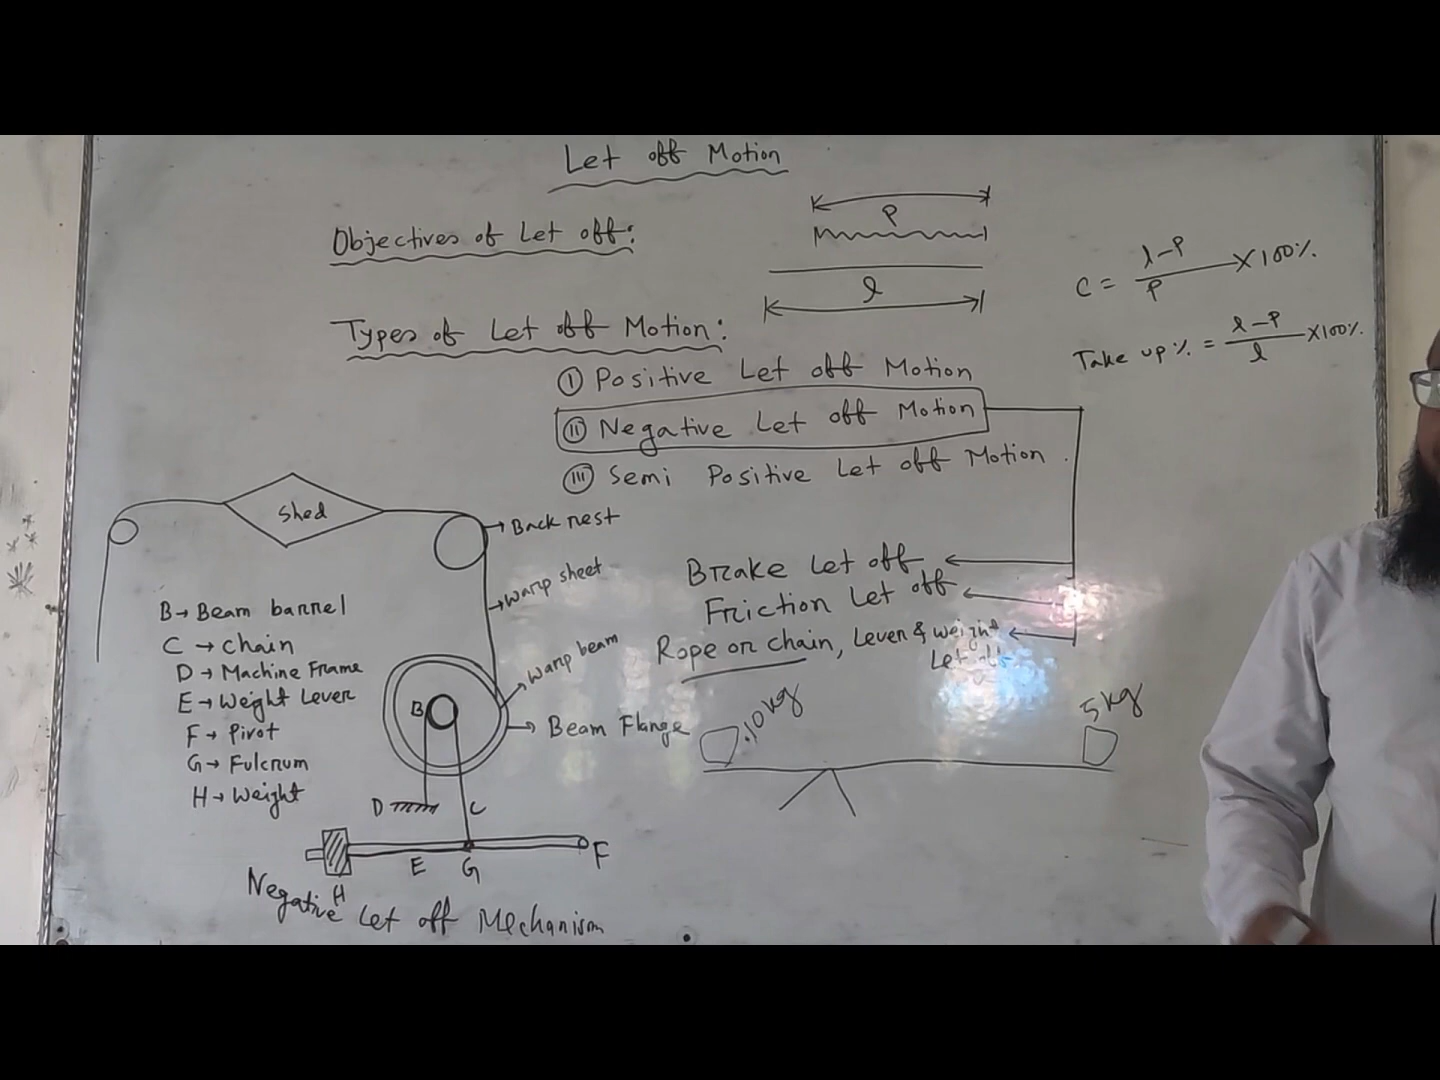 Let off Motion
Objectives of Let off:
P
l
C = l-P / P × 100%
Take up % = l-P / l × 100%
Types of Let off Motion:
(I) Positive Let off Motion
(II) Negative Let off Motion
(III) Semi Positive Let off Motion
Shed
Back rest
Warp sheet
Warp beam
Beam Flange
B
B → Beam barrel
C → Chain
D → Machine Frame
E → Weight Lever
F → Pivot
G → Fulcrum
H → Weight
D
C
E
G
F
H
Negative Let off Mechanism
Brake Let off
Friction Let off
Rope or chain, Lever & weight
Let off
10 kg
5 kg